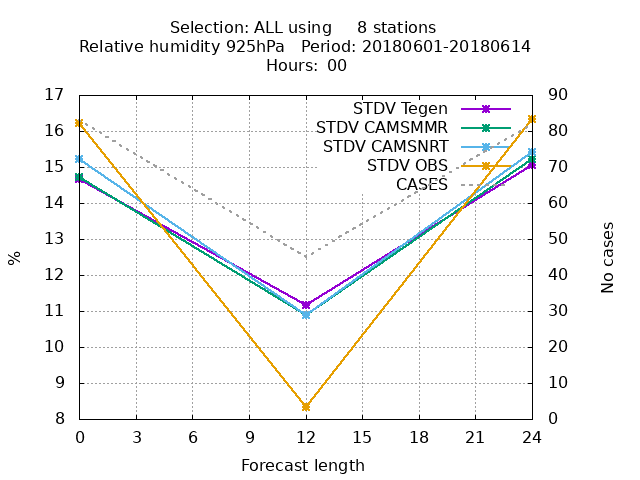 Selection: ALL using     8 stations
Relative humidity 925hPa   Period: 20180601-20180614
Hours:  00
17 90
STDV Tegen
16 80
STDV CAMSMMR
STDV CAMSNRT
15 70
STDV OBS
CASES
14 60
13 50
12 40
11 30
10 20
9 10
8 0
%
No cases
0 3 6 9 12 15 18 21 24
Forecast length